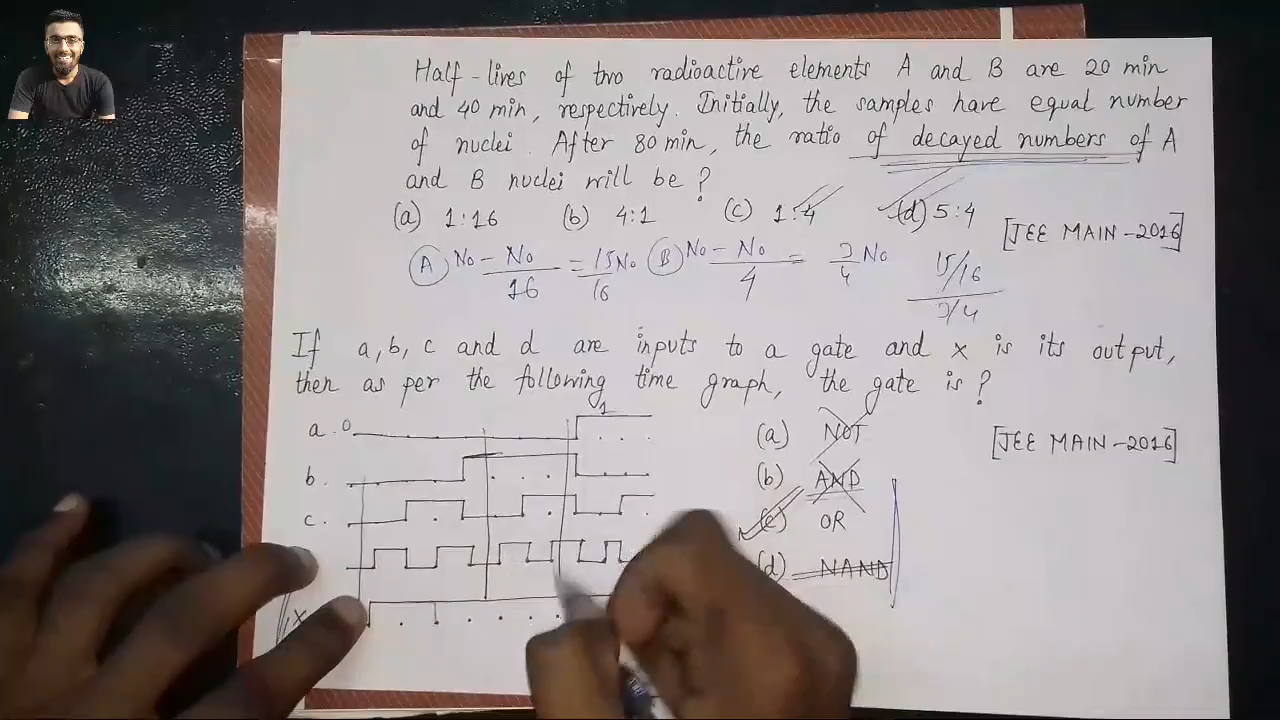 Half-lives of two radioactive elements A and B are 20 min
and 40 min, respectively. Initially, the samples have equal number
of nuclei. After 80 min, the ratio of decayed numbers of A
and B nuclei will be ?
(a) 1:16 (b) 4:1 (c) 1:4 (d) 5:4
[JEE MAIN-2016]
(A) No - No/16 = 15No/16 (B) No - No/4 = 3/4 No 15/16 / 3/4
If a, b, c and d are inputs to a gate and x is its output,
then as per the following time graph, the gate is ?
a. 0 1
(a) NOT
[JEE MAIN-2016]
b.
(b) AND
c.
(c) OR
(d) NAND
x